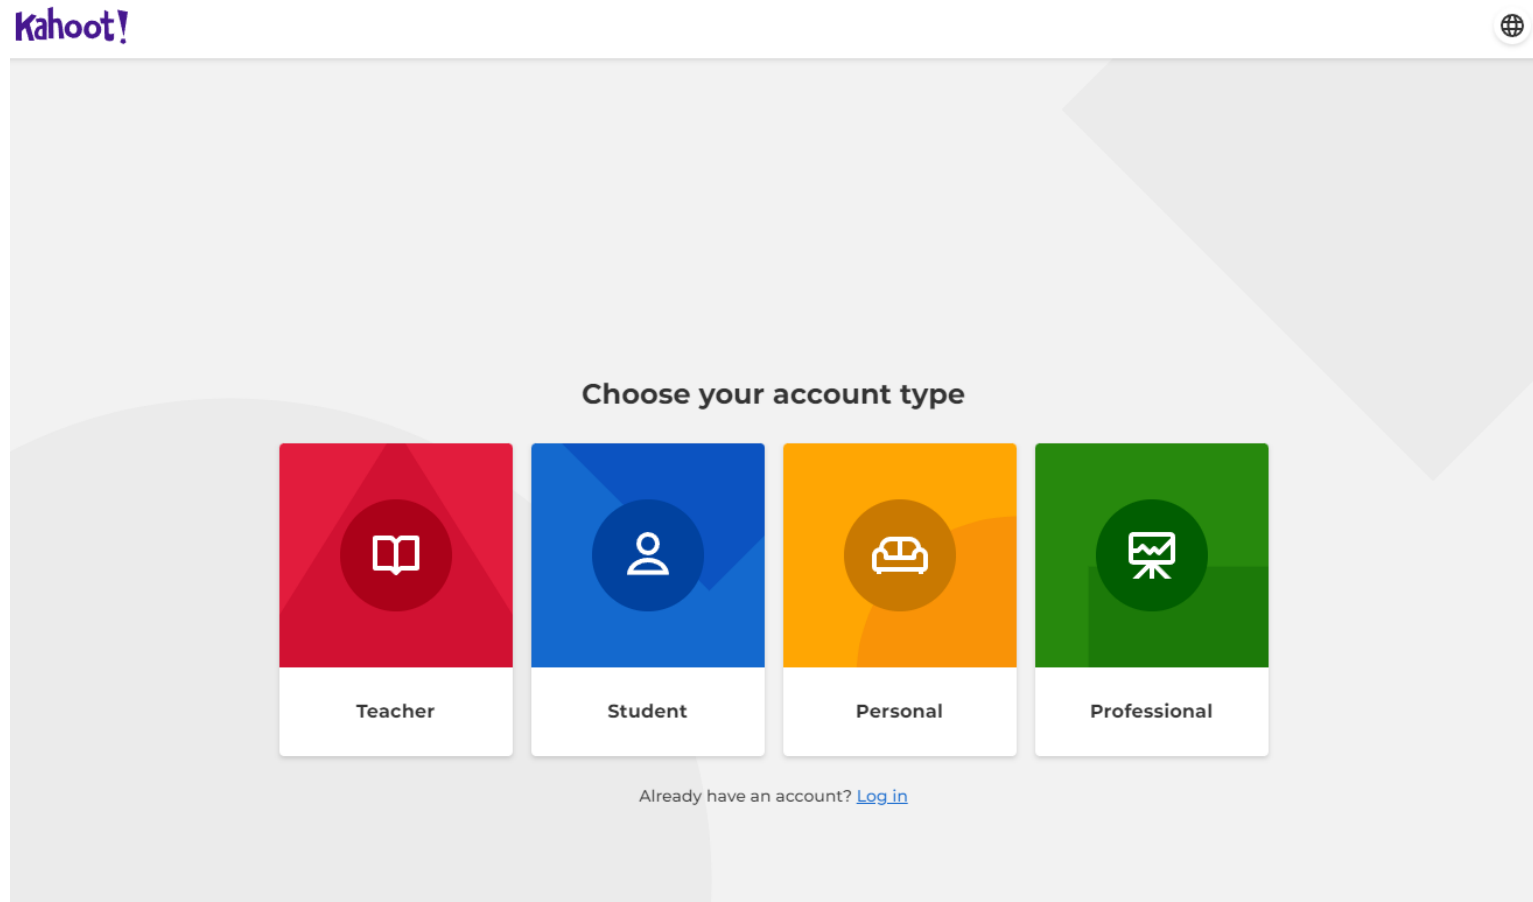 Kahoot!
Choose your account type
Teacher
Student
Personal
Professional
Already have an account? Log in